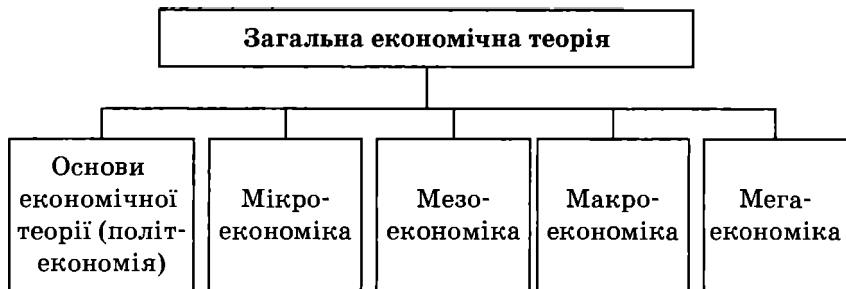 Загальна економічна теорія
Основи
економічної
теорії (політ-
економія)
Мікро-
економіка
Мезо-
економіка
Макро-
економіка
Мега-
економіка